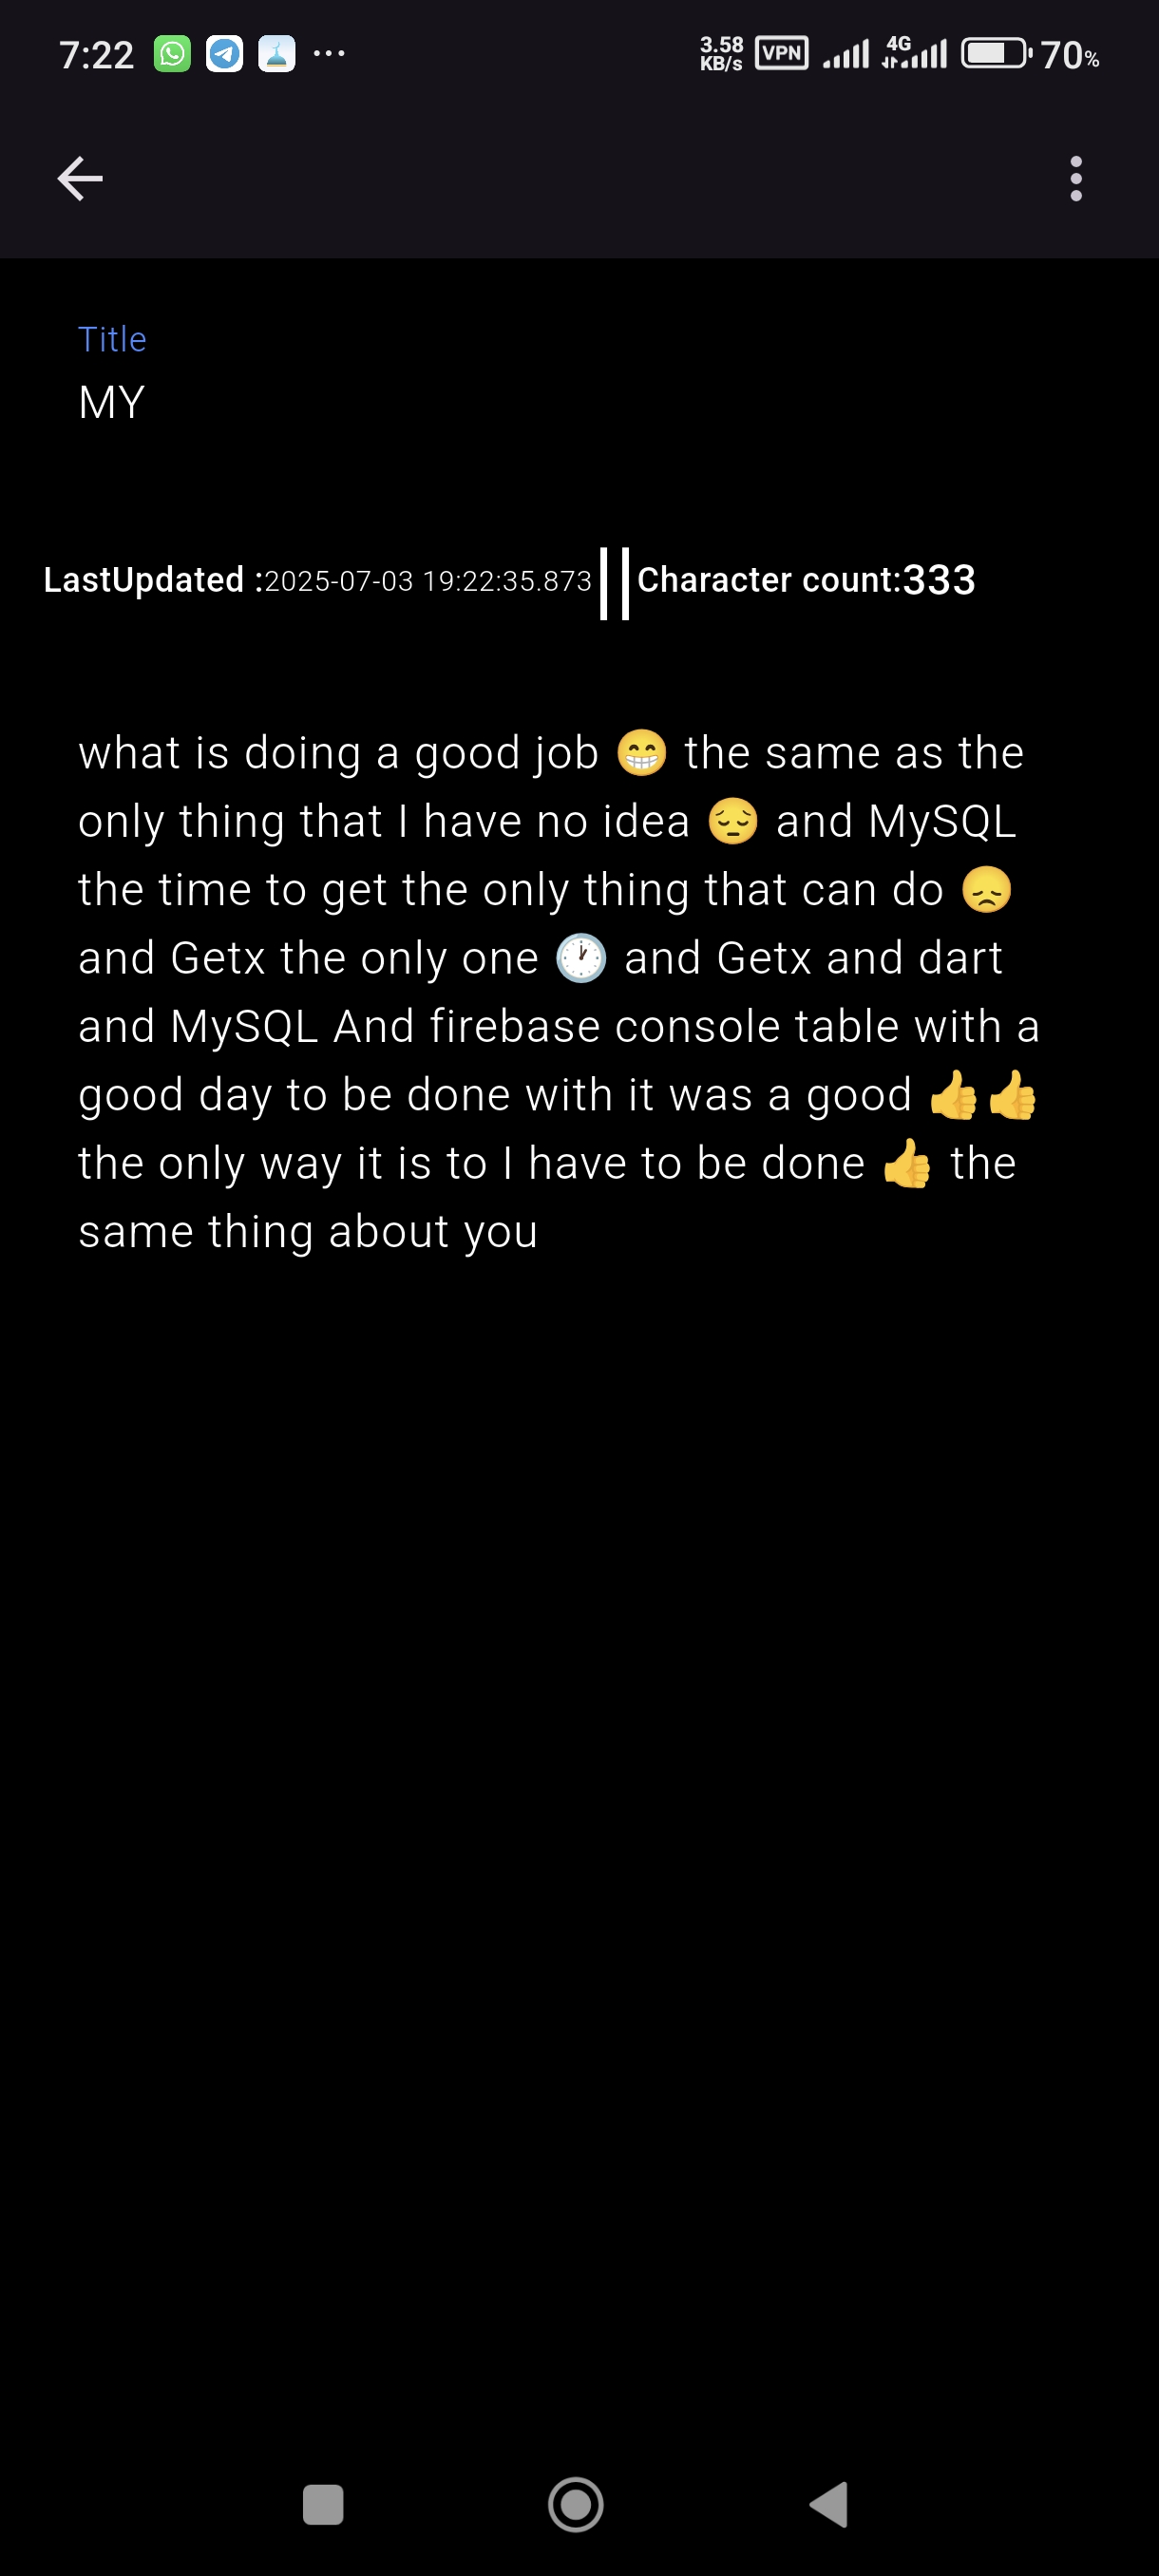 7:22 ... 3.58 KB/s VPN 4G 70%
Title
MY
LastUpdated :2025-07-03 19:22:35.873 Character count:333
what is doing a good job 😁 the same as the
only thing that I have no idea 😔 and MySQL
the time to get the only thing that can do 😞
and Getx the only one 🕐 and Getx and dart
and MySQL And firebase console table with a
good day to be done with it was a good 👍👍
the only way it is to I have to be done 👍 the
same thing about you